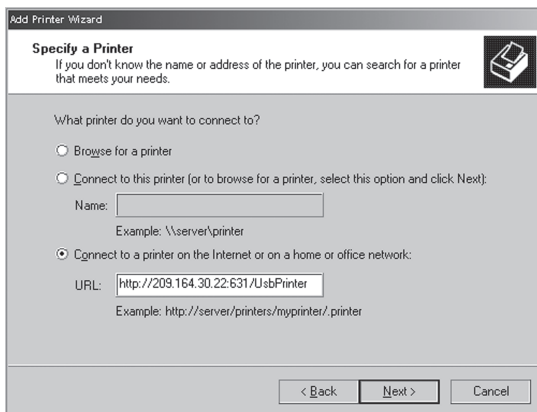 Add Printer Wizard
Specify a Printer
If you don't know the name or address of the printer, you can search for a printer
that meets your needs.
What printer do you want to connect to?
Browse for a printer
Connect to this printer (or to browse for a printer, select this option and click Next):
Name:
Example: \\server\printer
Connect to a printer on the Internet or on a home or office network:
URL: http://209.164.30.22:631/UsbPrinter
Example: http://server/printers/myprinter/.printer
< Back Next > Cancel